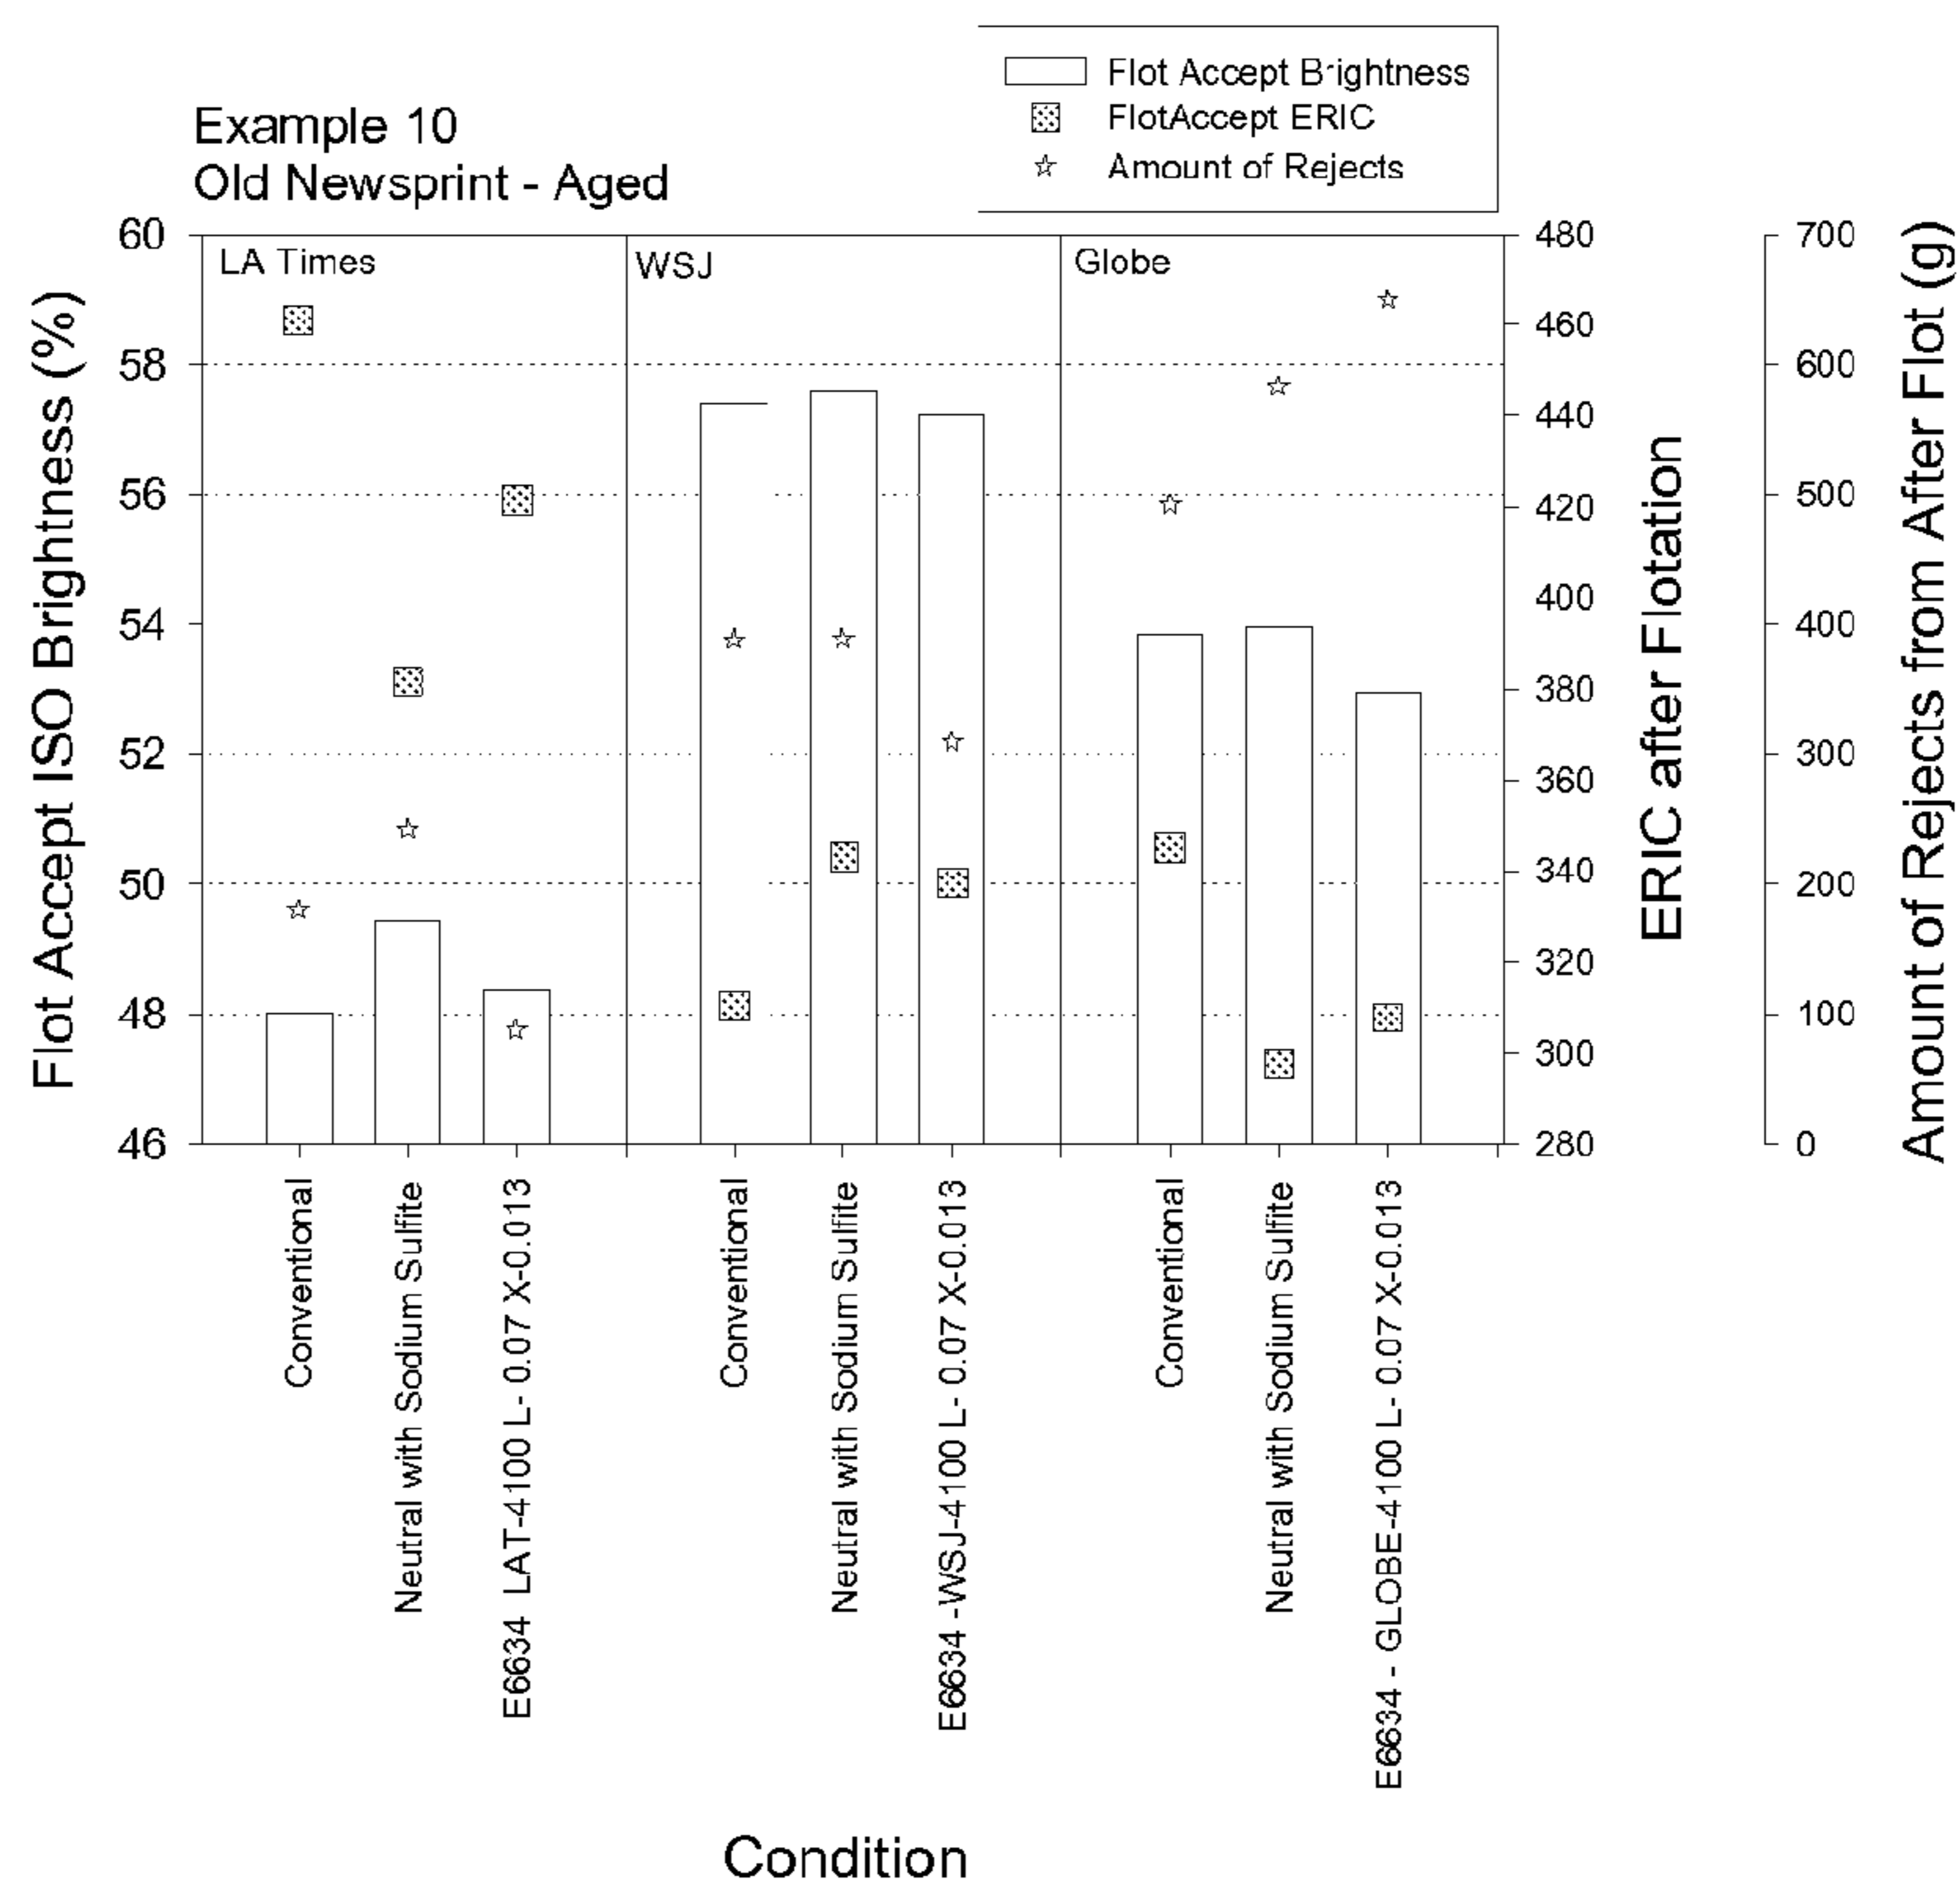 Flot Accept Brightness
FlotAccept ERIC
Amount of Rejects
Example 10
Old Newsprint - Aged
LA Times
WSJ
Globe
Flot Accept ISO Brightness (%)
60
58
56
54
52
50
48
46
480
460
440
420
400
380
360
340
320
300
280
ERIC after Flotation
700
600
500
400
300
200
100
0
Amount of Rejects from After Flot (g)
Conventional
Neutral with Sodium Sulfite
E6634 LAT-4100 L- 0.07 X-0.013
Conventional
Neutral with Sodium Sulfite
E6634 -WSJ-4100 L- 0.07 X-0.013
Conventional
Neutral with Sodium Sulfite
E6634 - GLOBE-4100 L- 0.07 X-0.013
Condition